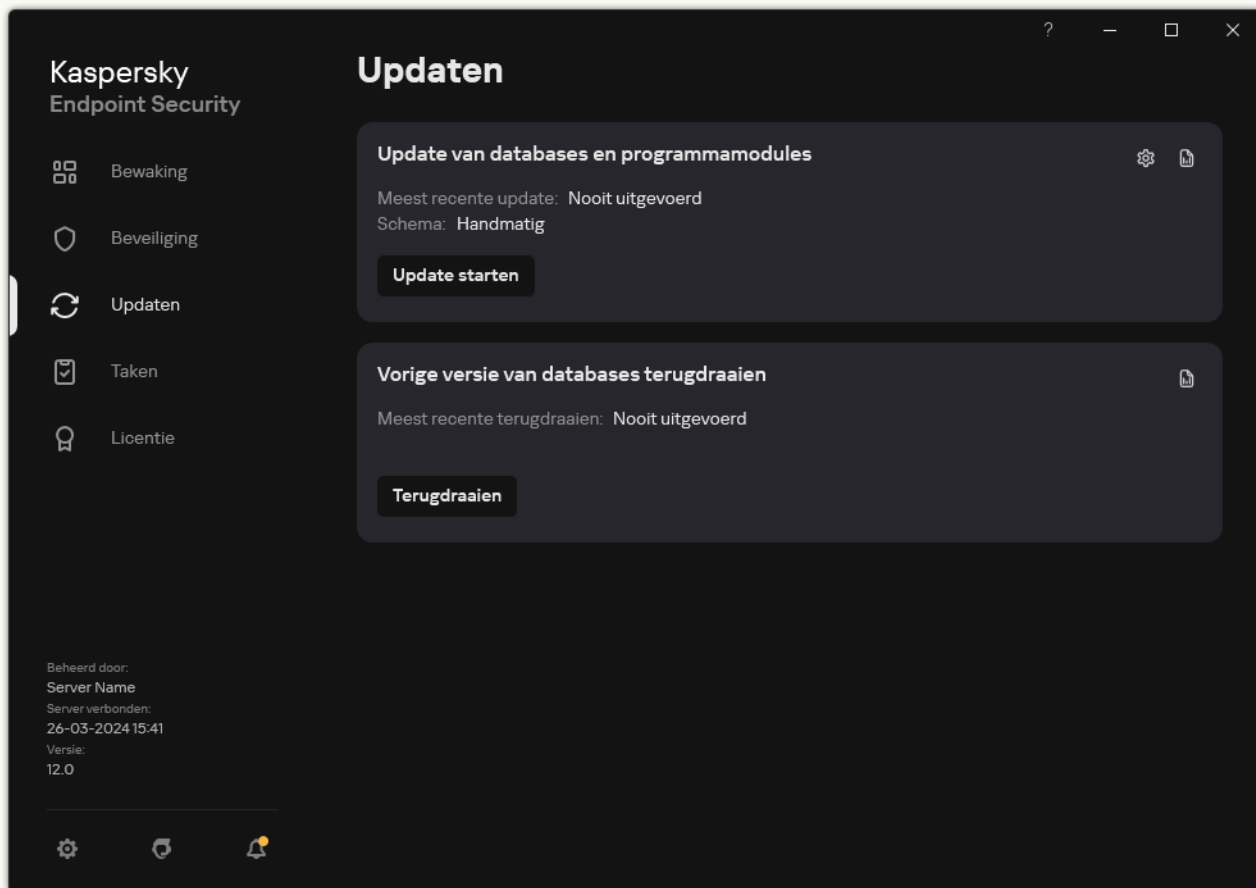 ?
Kaspersky
Endpoint Security
Bewaking
Beveiliging
Updaten
Taken
Licentie
Beheerd door:
Server Name
Server verbonden:
26-03-2024 15:41
Versie:
12.0
Updaten
Update van databases en programmamodules
Meest recente update: Nooit uitgevoerd
Schema: Handmatig
Update starten
Vorige versie van databases terugdraaien
Meest recente terugdraaien: Nooit uitgevoerd
Terugdraaien